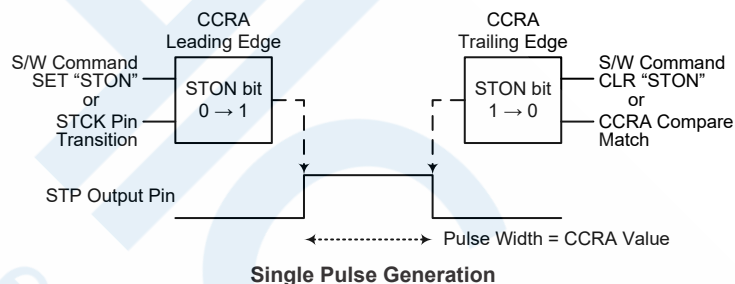 CCRA
Leading Edge
S/W Command
SET “STON”
or
STCK Pin
Transition
STON bit
0 → 1
CCRA
Trailing Edge
STON bit
1 → 0
S/W Command
CLR “STON”
or
CCRA Compare
Match
STP Output Pin
Pulse Width = CCRA Value
Single Pulse Generation